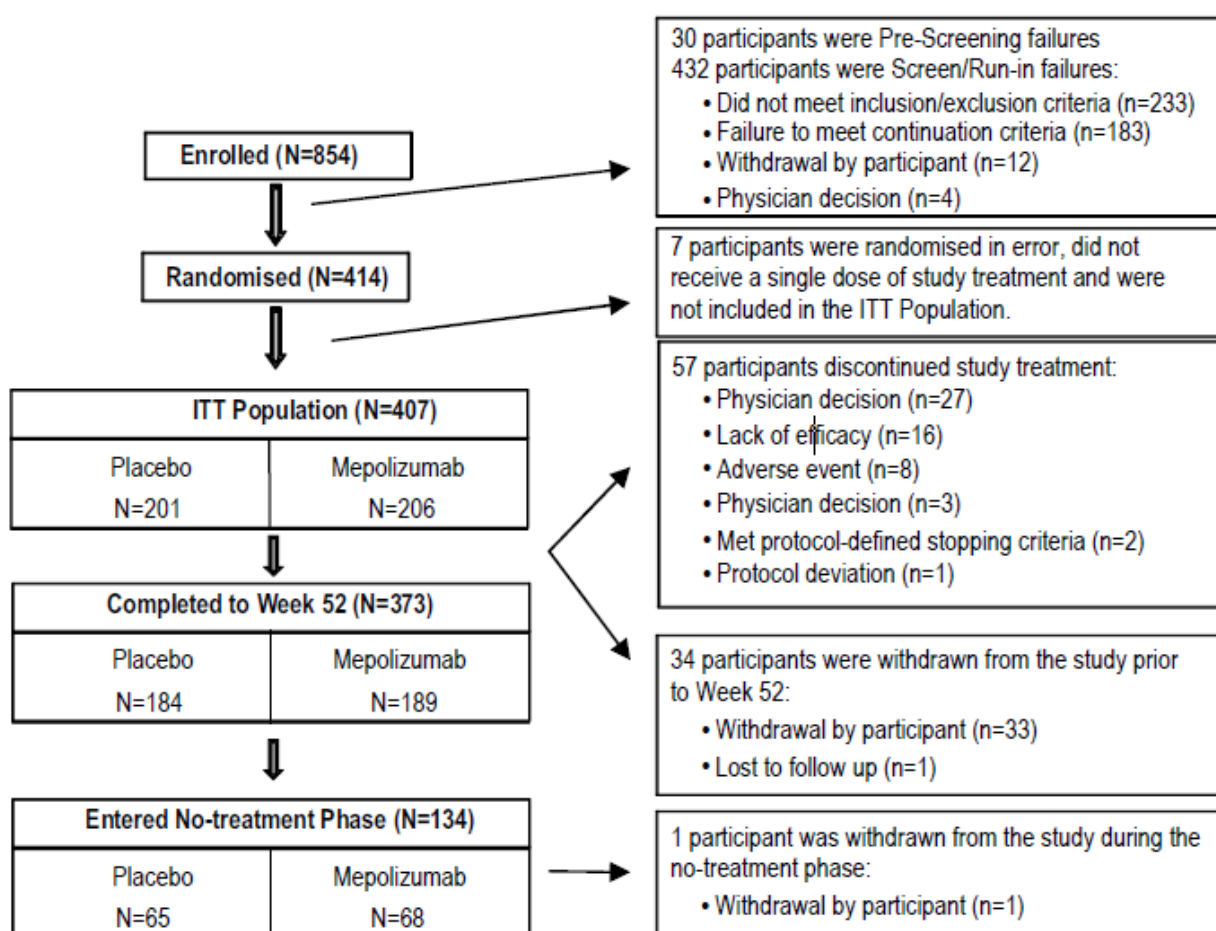 Enrolled (N=854)
30 participants were Pre-Screening failures
432 participants were Screen/Run-in failures:
• Did not meet inclusion/exclusion criteria (n=233)
• Failure to meet continuation criteria (n=183)
• Withdrawal by participant (n=12)
• Physician decision (n=4)
Randomised (N=414)
7 participants were randomised in error, did not
receive a single dose of study treatment and were
not included in the ITT Population.
ITT Population (N=407)
Placebo
N=201
Mepolizumab
N=206
57 participants discontinued study treatment:
• Physician decision (n=27)
• Lack of efficacy (n=16)
• Adverse event (n=8)
• Physician decision (n=3)
• Met protocol-defined stopping criteria (n=2)
• Protocol deviation (n=1)
Completed to Week 52 (N=373)
Placebo
N=184
Mepolizumab
N=189
34 participants were withdrawn from the study prior
to Week 52:
• Withdrawal by participant (n=33)
• Lost to follow up (n=1)
Entered No-treatment Phase (N=134)
Placebo
N=65
Mepolizumab
N=68
1 participant was withdrawn from the study during the
no-treatment phase:
• Withdrawal by participant (n=1)